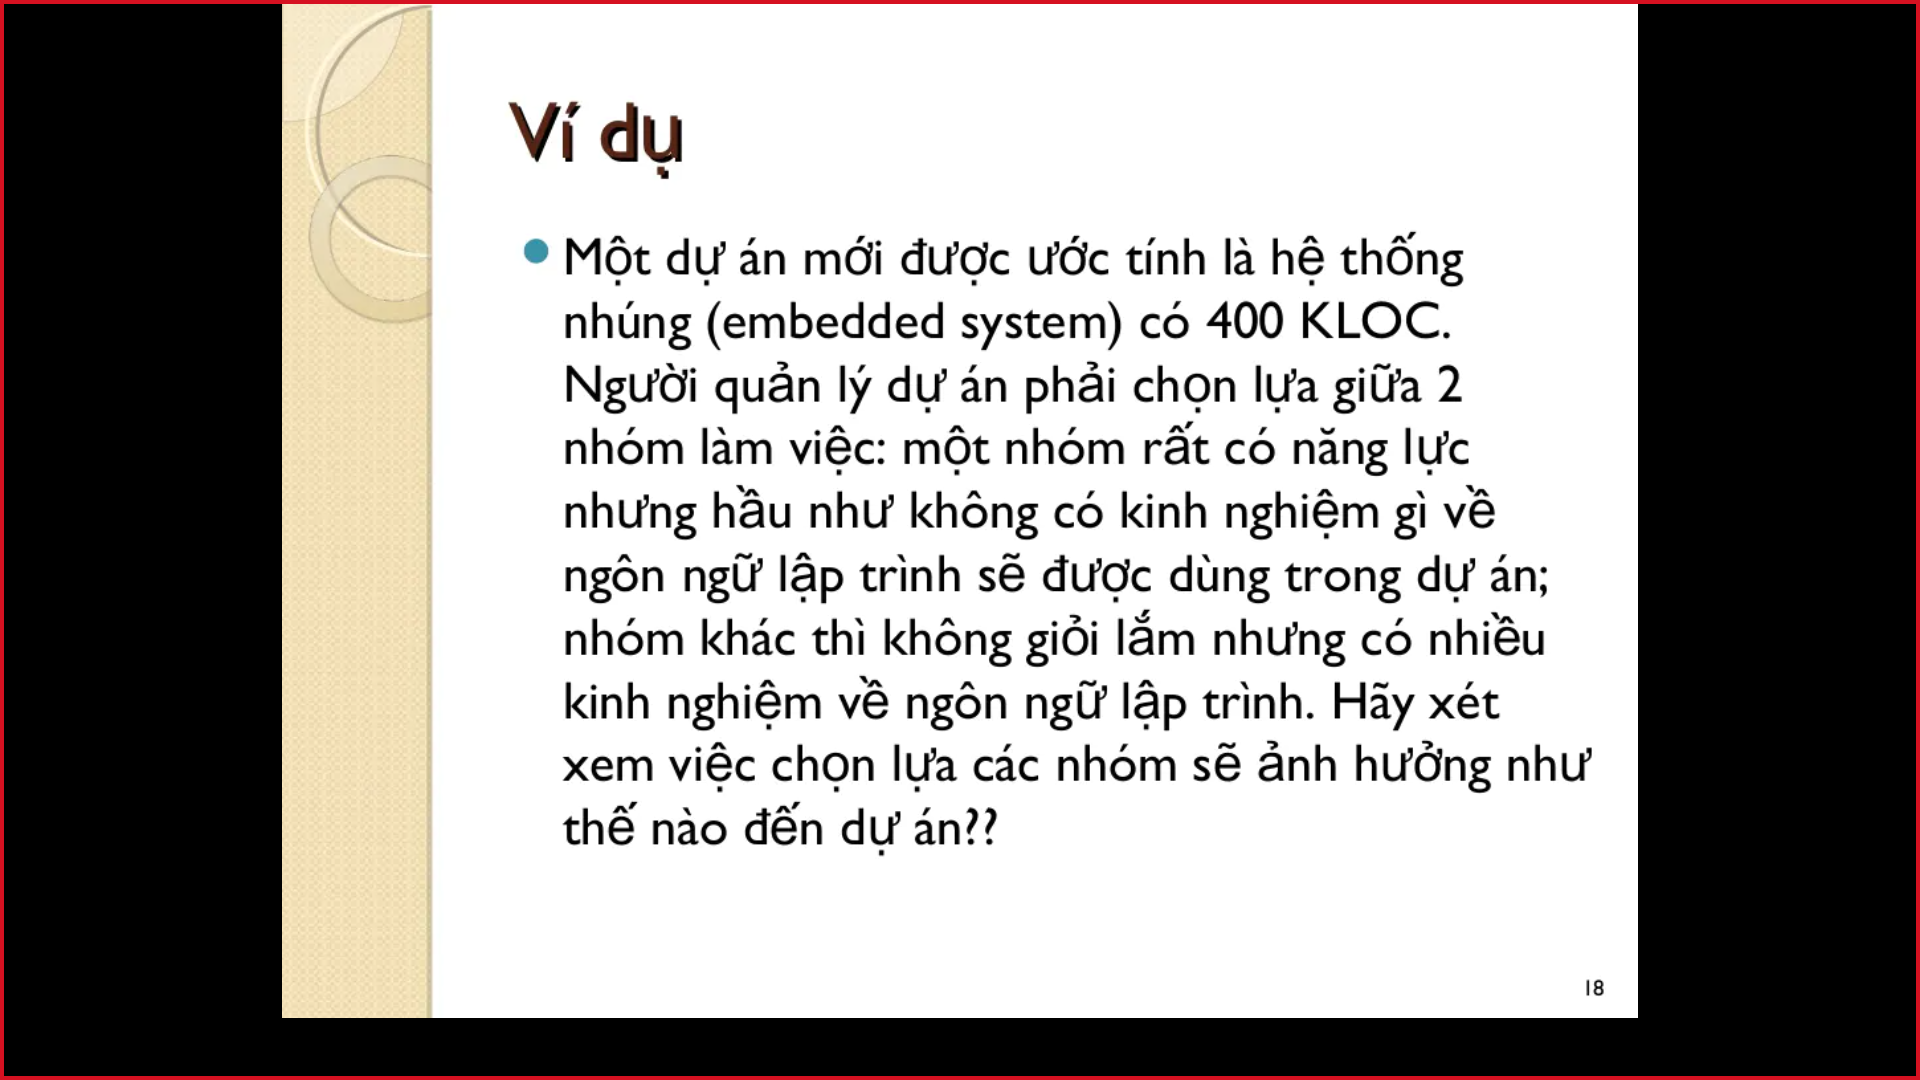 Ví dụ
Một dự án mới được ước tính là hệ thống
nhúng (embedded system) có 400 KLOC.
Người quản lý dự án phải chọn lựa giữa 2
nhóm làm việc: một nhóm rất có năng lực
nhưng hầu như không có kinh nghiệm gì về
ngôn ngữ lập trình sẽ được dùng trong dự án;
nhóm khác thì không giỏi lắm nhưng có nhiều
kinh nghiệm về ngôn ngữ lập trình. Hãy xét
xem việc chọn lựa các nhóm sẽ ảnh hưởng như
thế nào đến dự án??
18